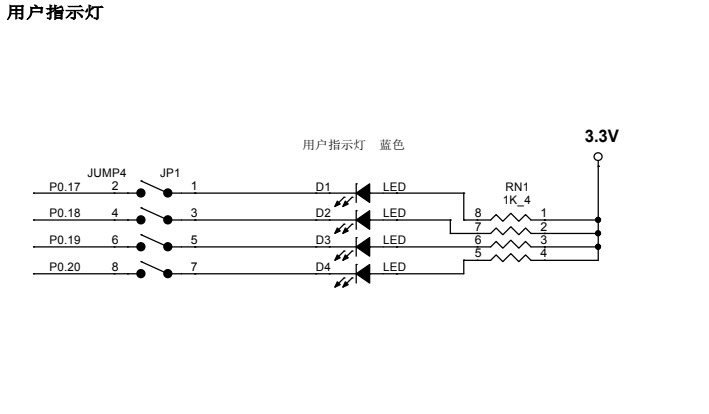 用户指示灯
用户指示灯 蓝色
3.3V
JUMP4 JP1
P0.17 2 1 D1 LED
RN1
1K_4
P0.18 4 3 D2 LED 8 1
7 2
P0.19 6 5 D3 LED 6 3
5 4
P0.20 8 7 D4 LED